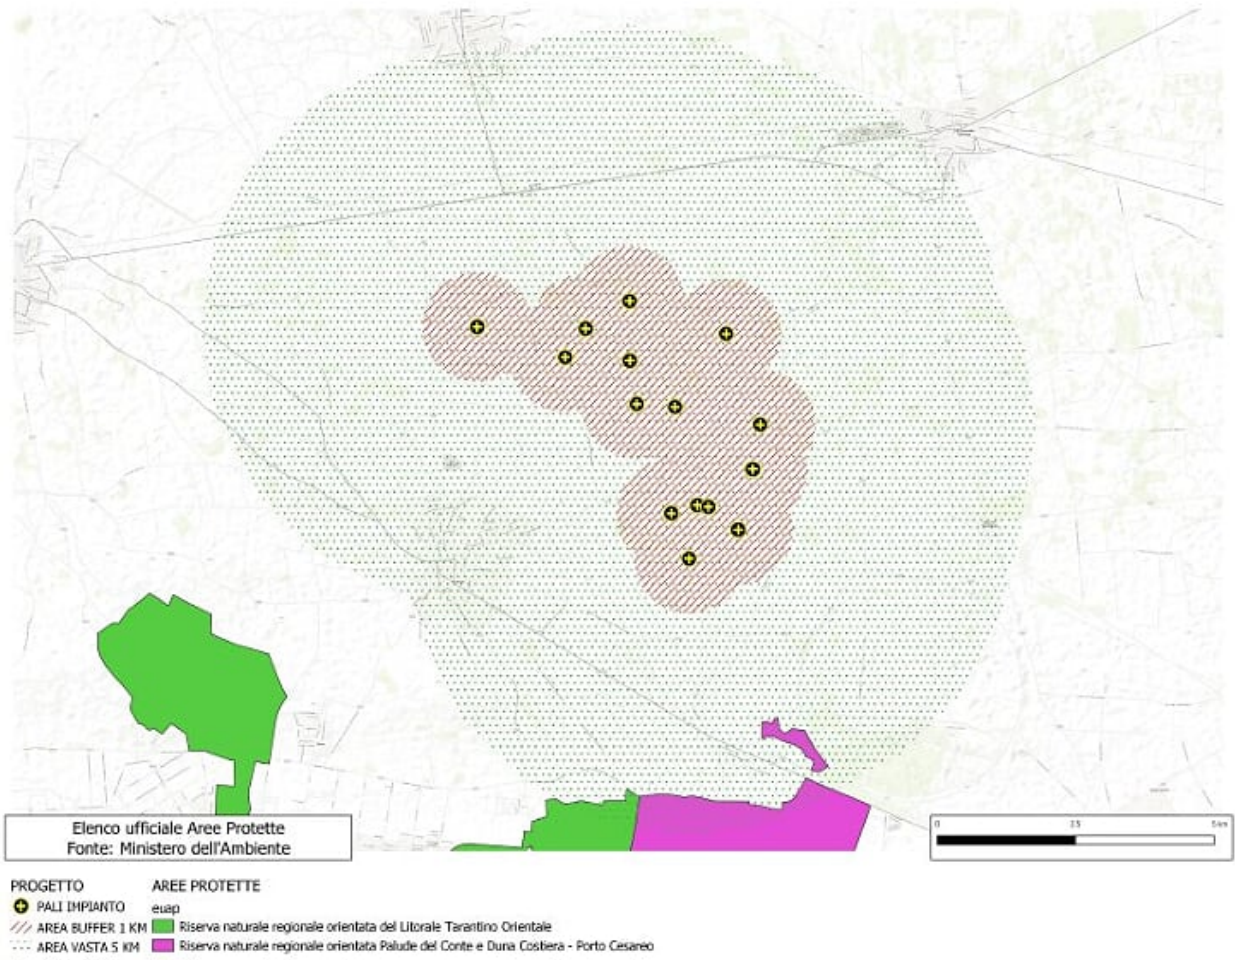 0 2.5 5 km
Elenco ufficiale Aree Protette
Fonte: Ministero dell'Ambiente
PROGETTO AREE PROTETTE
PALI IMPIANTO euap
AREA BUFFER 1 KM Riserva naturale regionale orientata del Litorale Tarantino Orientale
AREA VASTA 5 KM Riserva naturale regionale orientata Palude del Conte e Duna Costiera - Porto Cesareo